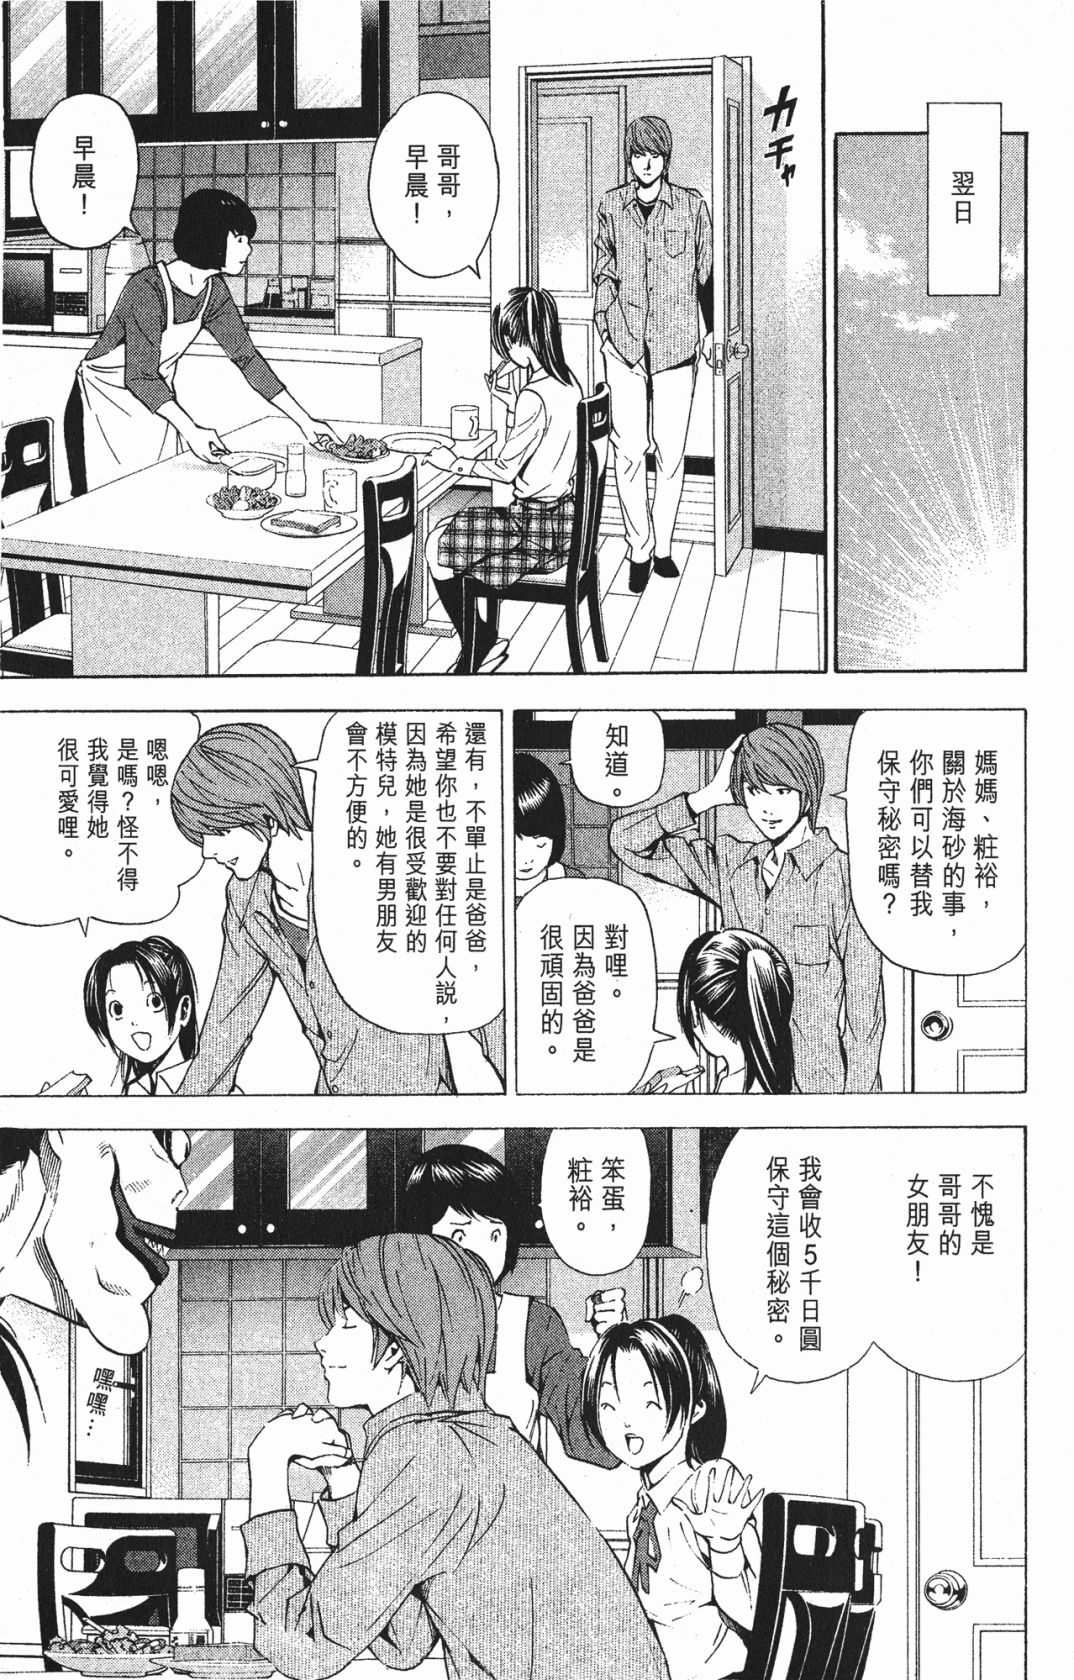 翌日
カチャ
哥哥，
早晨！
早晨！
媽媽、粧裕，
關於海砂的事，
你們可以替我
保守秘密嗎？
知道。
對哩。
因為爸爸是
很頑固的。
還有，不單止是爸爸，
希望你也不要對任何人説，
因為她是很受歡迎的
模特兒，她有男朋友
會不方便的。
嗯嗯，
是嗎？怪不得
我覺得她
很可愛哩。
不愧是
哥哥的
女朋友！
我會收5千日圓
保守這個秘密。
笨蛋，
粧裕。
嘿嘿…